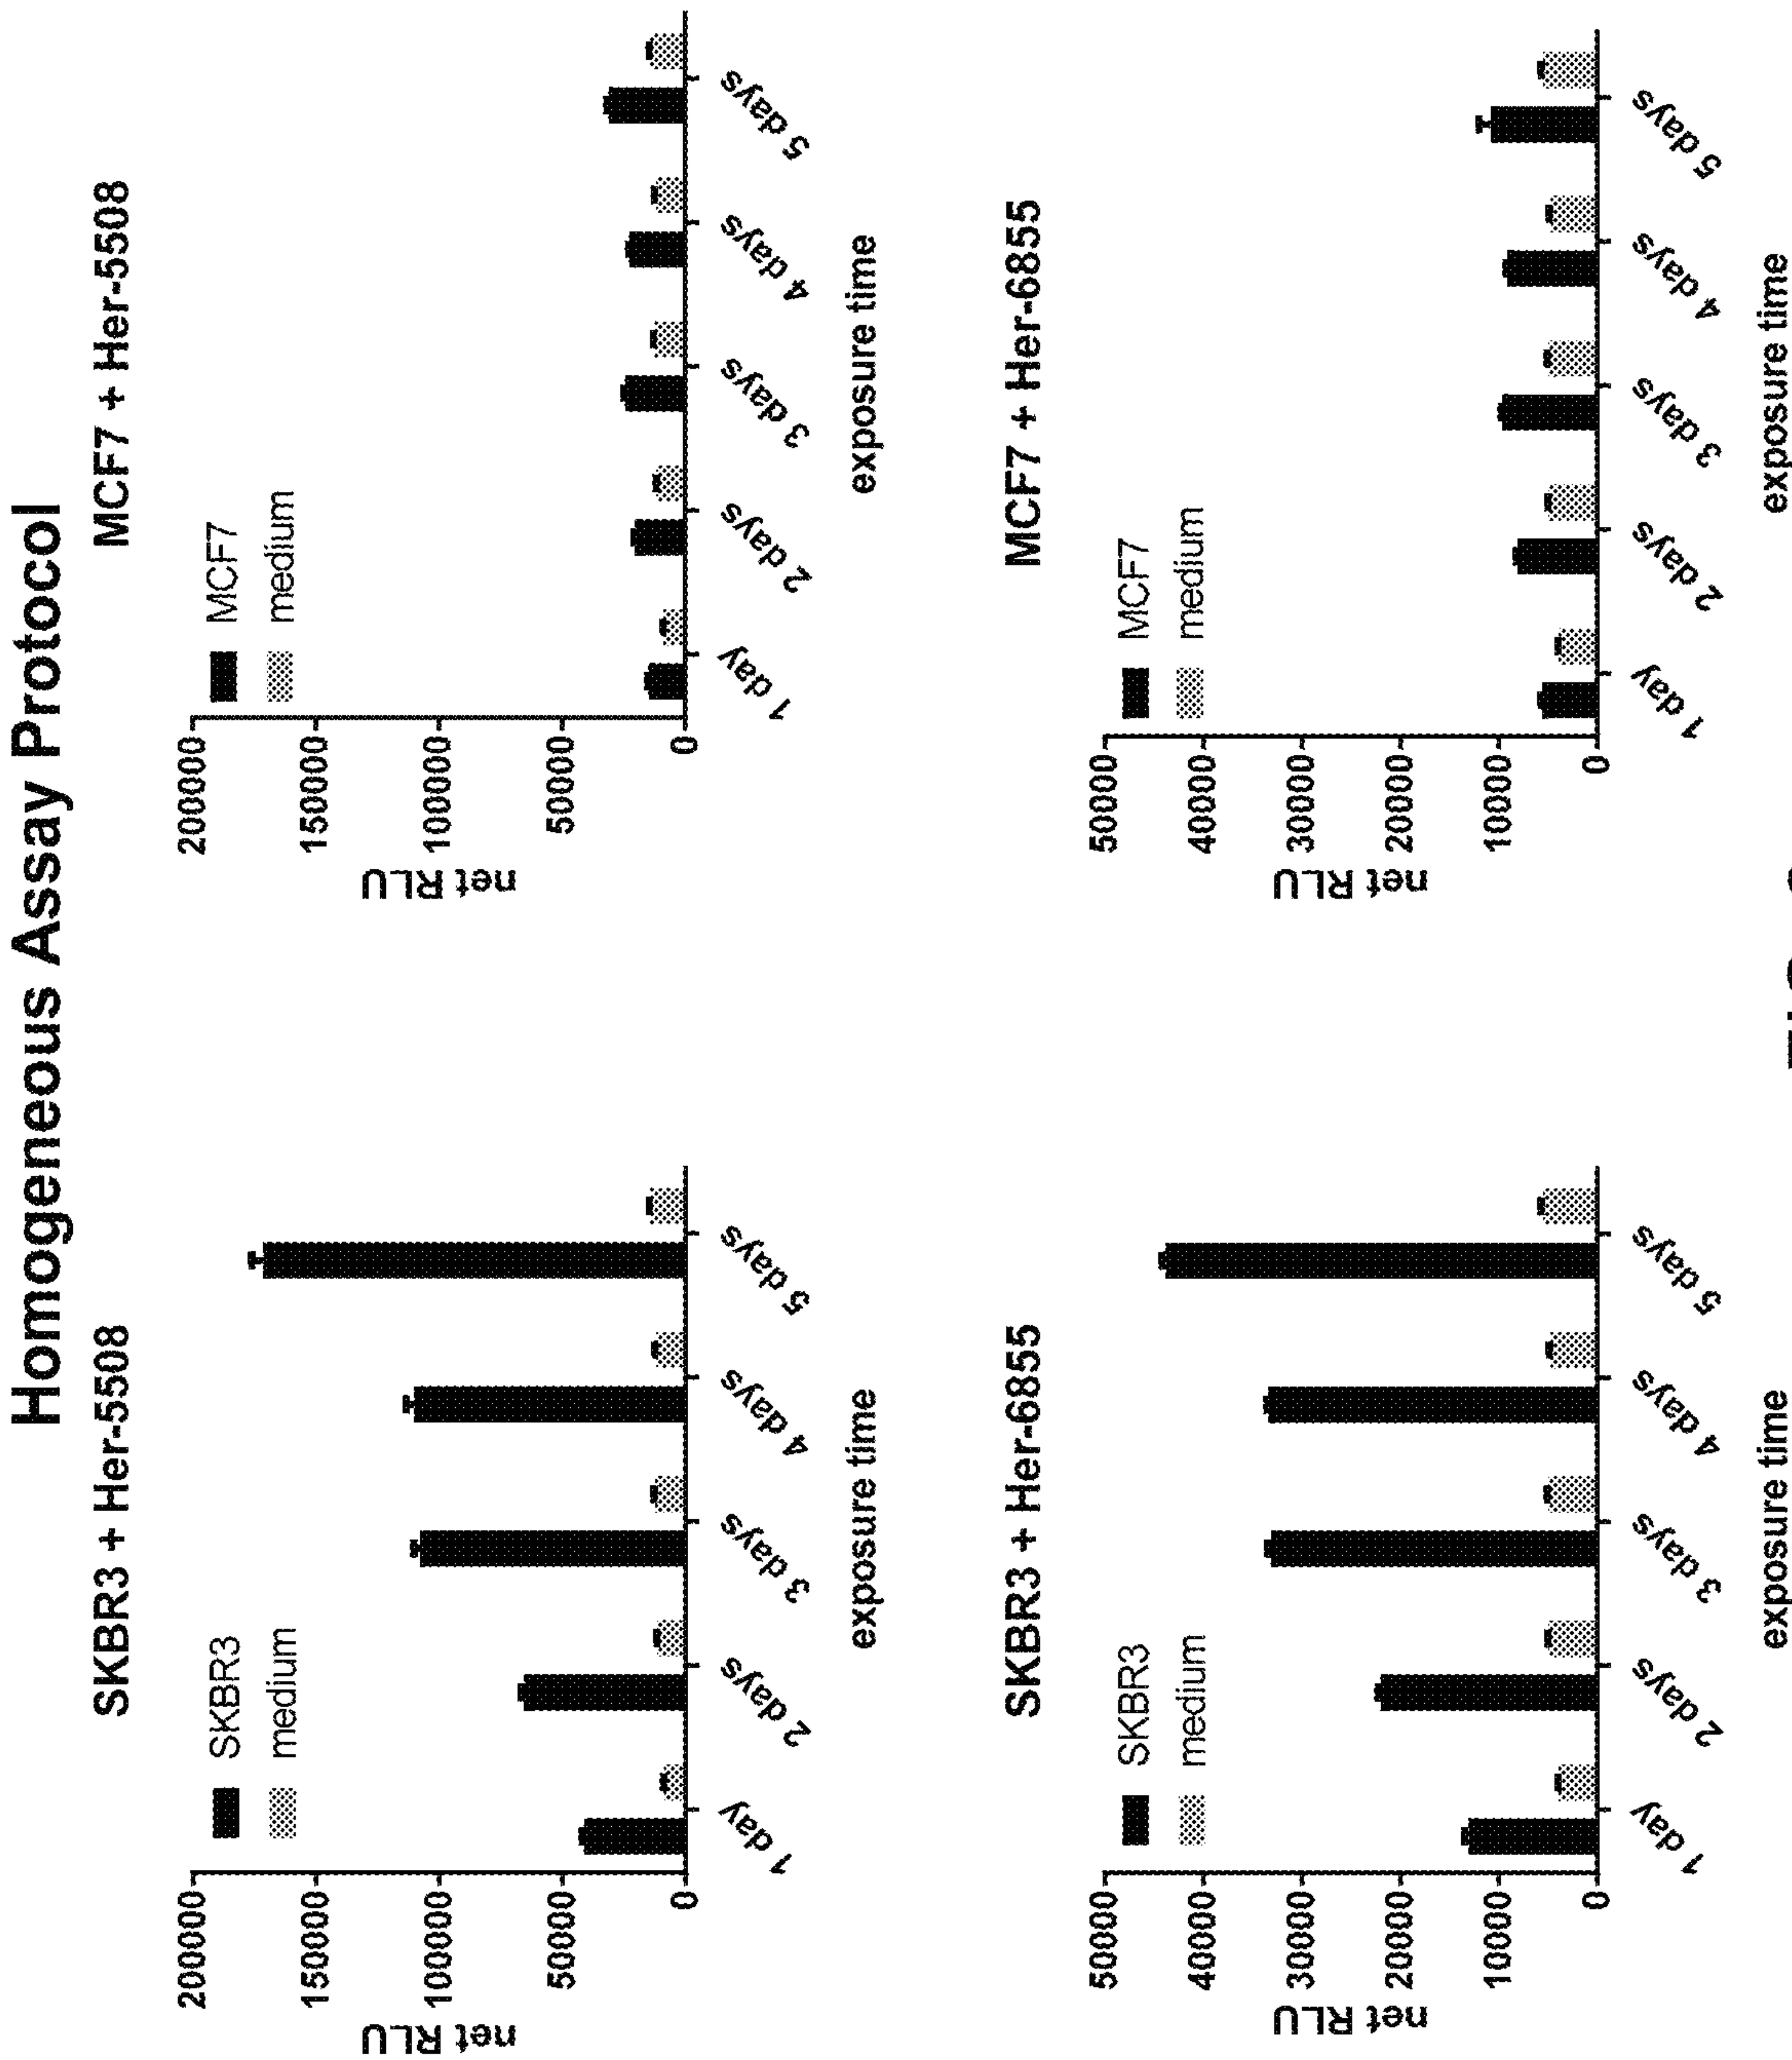 Homogeneous Assay Protocol
SKBR3 + Her-5508
net RLU
200000
150000
100000
50000
0
SKBR3
medium
1 day
2 days
3 days
4 days
5 days
exposure time
MCF7 + Her-5508
net RLU
200000
150000
100000
50000
0
MCF7
medium
1 day
2 days
3 days
4 days
5 days
exposure time
SKBR3 + Her-6855
net RLU
50000
40000
30000
20000
10000
0
SKBR3
medium
1 day
2 days
3 days
4 days
5 days
exposure time
MCF7 + Her-6855
net RLU
50000
40000
30000
20000
10000
0
MCF7
medium
1 day
2 days
3 days
4 days
5 days
exposure time